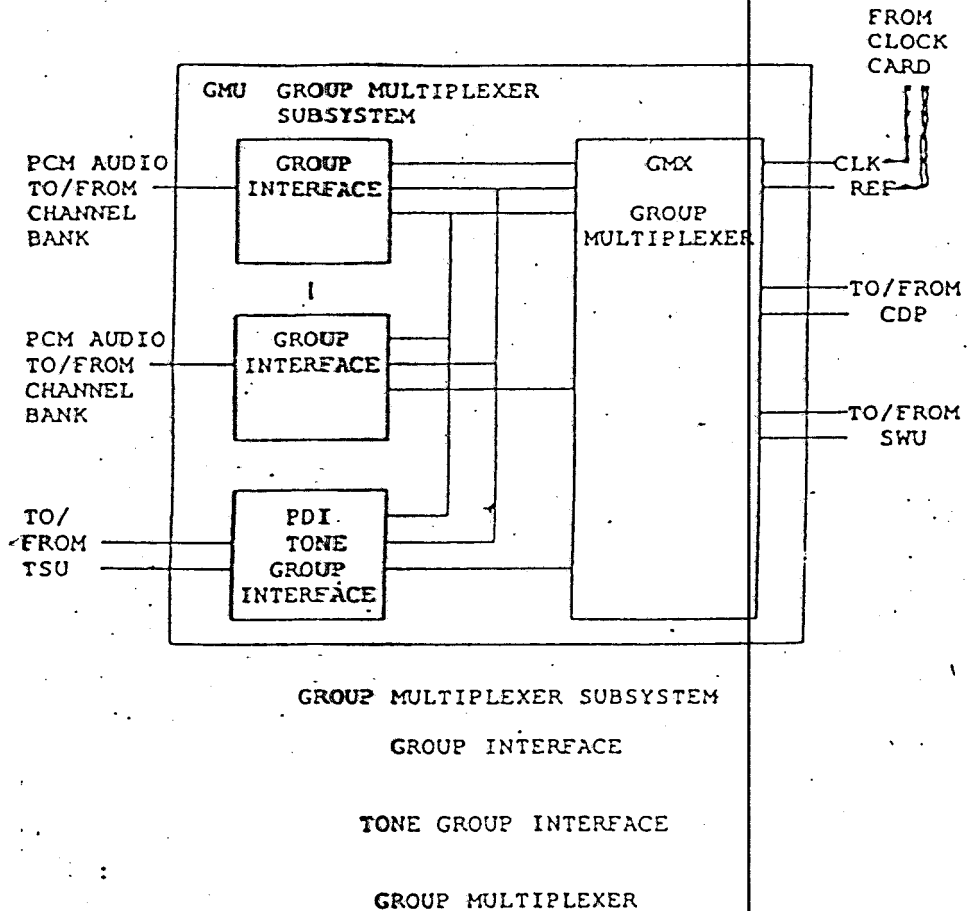 FROM
CLOCK
CARD
GMU GROUP MULTIPLEXER
SUBSYSTEM
PCM AUDIO
TO/FROM
CHANNEL
BANK
GROUP
INTERFACE
GMX
GROUP
MULTIPLEXER
CLK
REF
TO/FROM
CDP
PCM AUDIO
TO/FROM
CHANNEL
BANK
GROUP
INTERFACE
TO/FROM
SWU
TO/
FROM
TSU
PDI
TONE
GROUP
INTERFACE
GROUP MULTIPLEXER SUBSYSTEM
GROUP INTERFACE
TONE GROUP INTERFACE
GROUP MULTIPLEXER